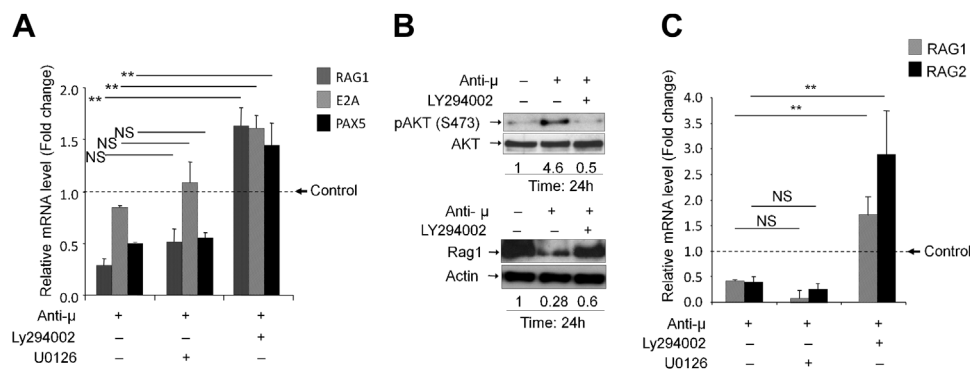 A
Relative mRNA level (Fold change)
2.0
1.5
1.0
0.5
0.0
**
**
**
NS
NS
NS
RAG1
E2A
PAX5
Control
Anti-μ + + +
Ly294002 – – +
U0126 – + –
B
Anti-μ – + +
LY294002 +
pAKT (S473)
AKT
1 4.6 0.5
Time: 24h
Anti- μ – + +
LY294002 +
Rag1
Actin
1 0.28 0.6
Time: 24h
C
RAG1
RAG2
Relative mRNA level (Fold change)
4.0
3.5
3.0
2.5
2.0
1.5
1.0
0.5
0.0
**
**
NS
NS
Control
Anti-μ + + +
Ly294002 – – +
U0126 – + –